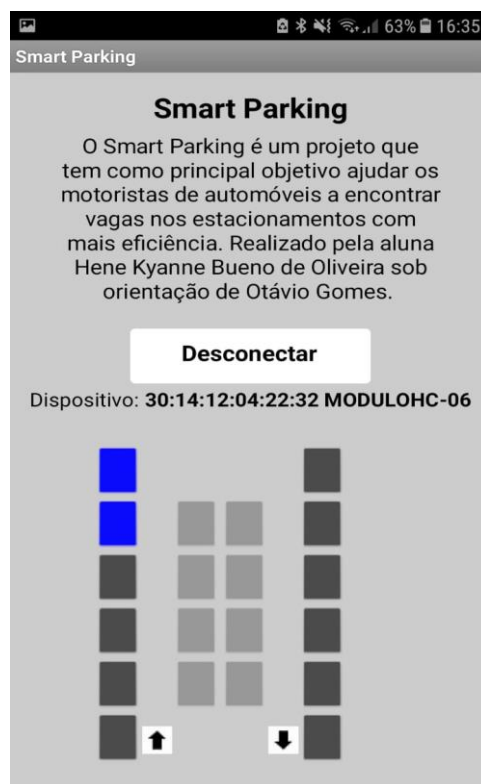 63% 16:35
Smart Parking
Smart Parking
O Smart Parking é um projeto que
tem como principal objetivo ajudar os
motoristas de automóveis a encontrar
vagas nos estacionamentos com
mais eficiência. Realizado pela aluna
Hene Kyanne Bueno de Oliveira sob
orientação de Otávio Gomes.
Desconectar
Dispositivo: 30:14:12:04:22:32 MODULOHC-06